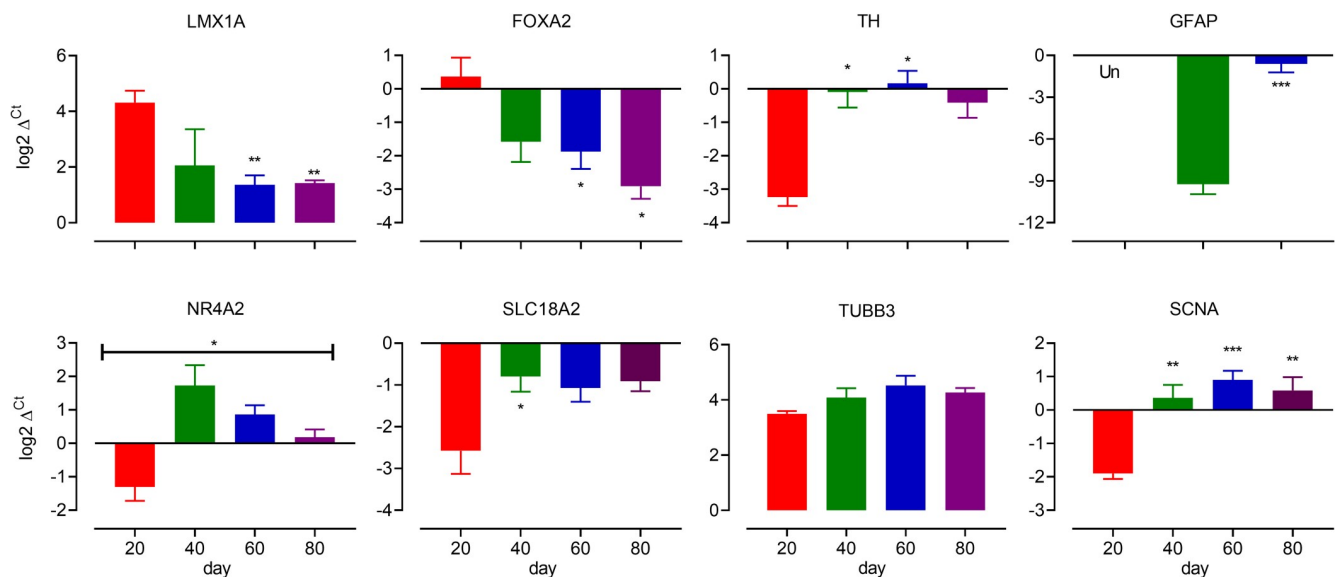 LMX1A
FOXA2
TH
GFAP
log2 Δ^Ct
6
4
2
0
**
**
1
0
-1
-2
-3
-4
*
*
1
0
-1
-2
-3
-4
*
*
0
-3
-6
-9
-12
Un
***
NR4A2
SLC18A2
TUBB3
SCNA
log2 Δ^Ct
3
2
1
0
-1
-2
*
-0
-1
-2
-3
-4
*
6
4
2
0
2
1
0
-1
-2
-3
**
***
**
20 40 60 80
20 40 60 80
20 40 60 80
20 40 60 80
day
day
day
day